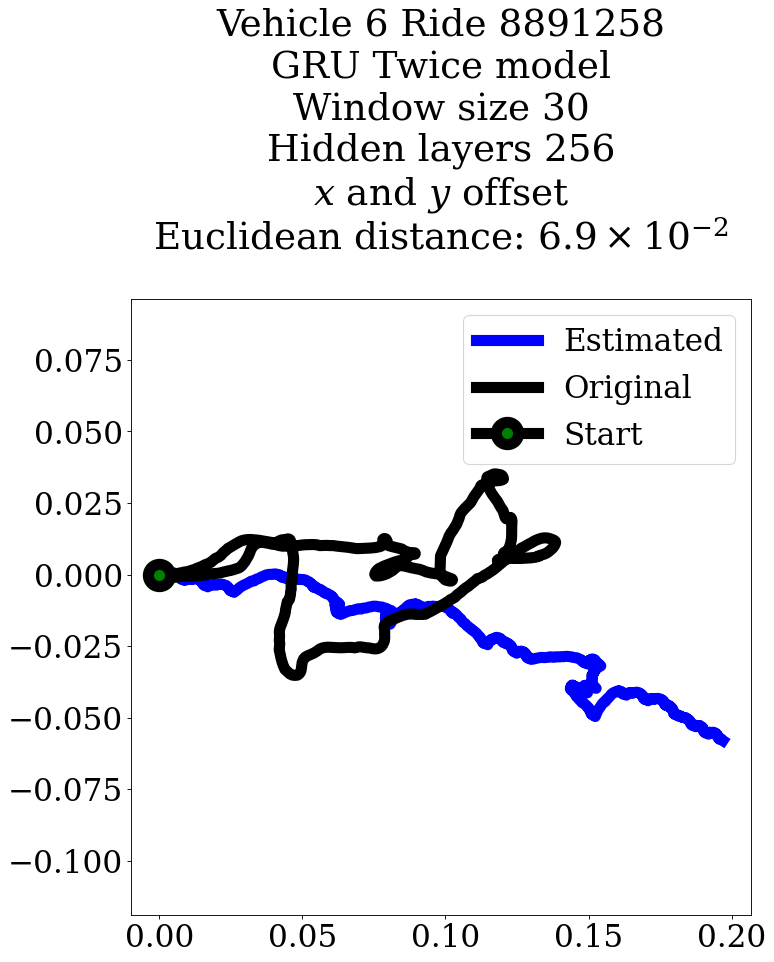 Vehicle 6 Ride 8891258
GRU Twice model
Window size 30
Hidden layers 256
x and y offset
Euclidean distance: 6.9 × 10⁻²
Estimated
Original
Start
0.075
0.050
0.025
0.000
−0.025
−0.050
−0.075
−0.100
0.00 0.05 0.10 0.15 0.20